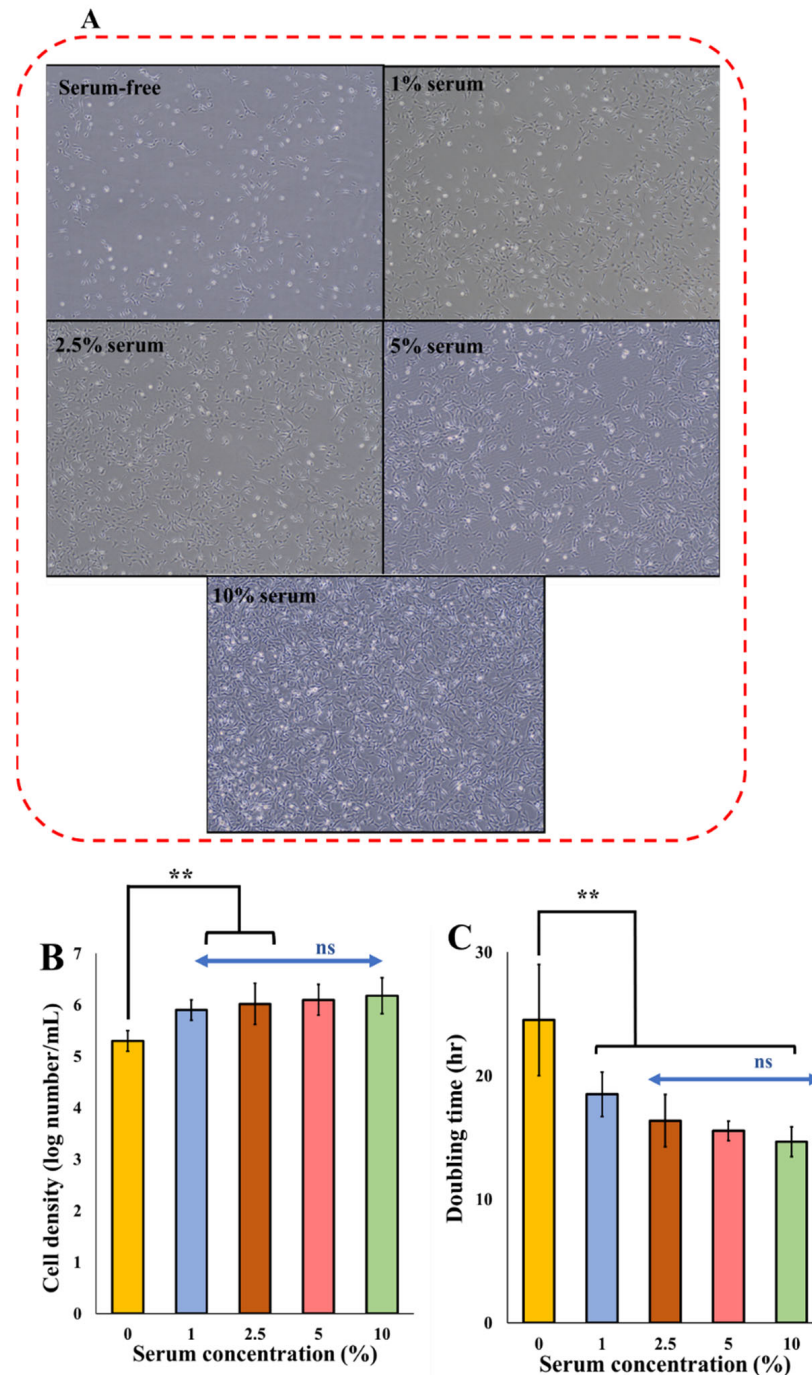 A
Serum-free
1% serum
2.5% serum
5% serum
10% serum
**
B
ns
7
6
5
4
3
2
1
0
Cell density (log number/mL)
0 1 2.5 5 10
Serum concentration (%)
**
C
ns
30
20
10
0
Doubling time (hr)
0 1 2.5 5 10
Serum concentration (%)